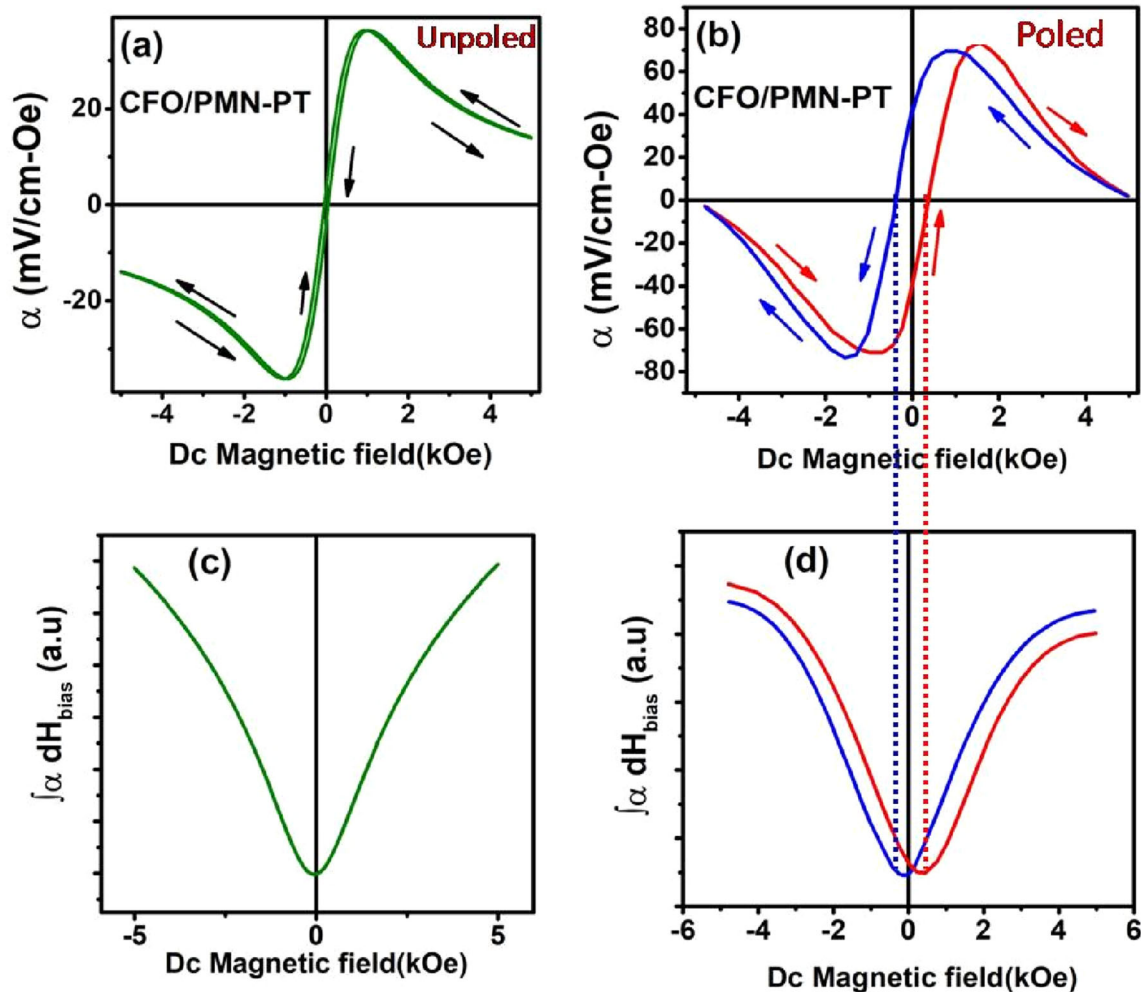 (a)
Unpoled
CFO/PMN-PT
α (mV/cm-Oe)
20
0
-20
-4
-2
0
2
4
Dc Magnetic field(kOe)
(b)
Poled
CFO/PMN-PT
α (mV/cm-Oe)
80
60
40
20
0
-20
-40
-60
-80
-4
-2
0
2
4
Dc Magnetic field(kOe)
(c)
∫α dH_bias (a.u)
-5
0
5
Dc Magnetic field(kOe)
(d)
∫α dH_bias (a.u)
-6
-4
-2
0
2
4
6
Dc Magnetic field(kOe)